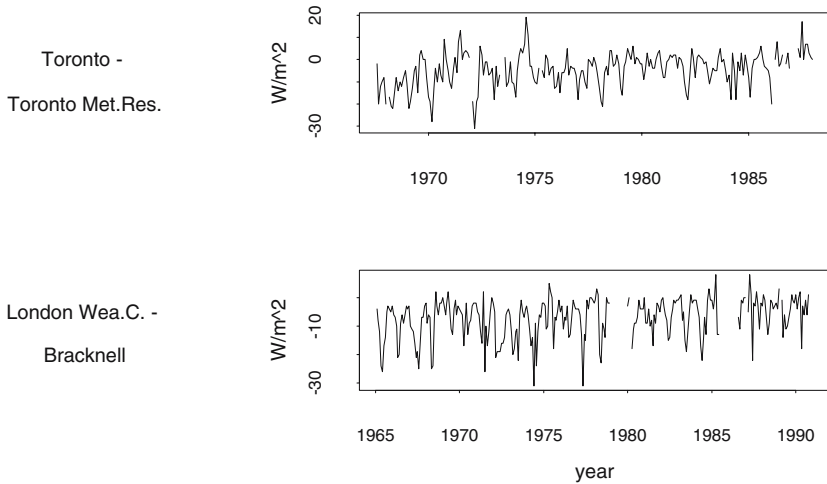 Toronto -
Toronto Met.Res.
W/m^2
20
0
-30
1970 1975 1980 1985
London Wea.C. -
Bracknell
W/m^2
-10
-30
1965 1970 1975 1980 1985 1990
year